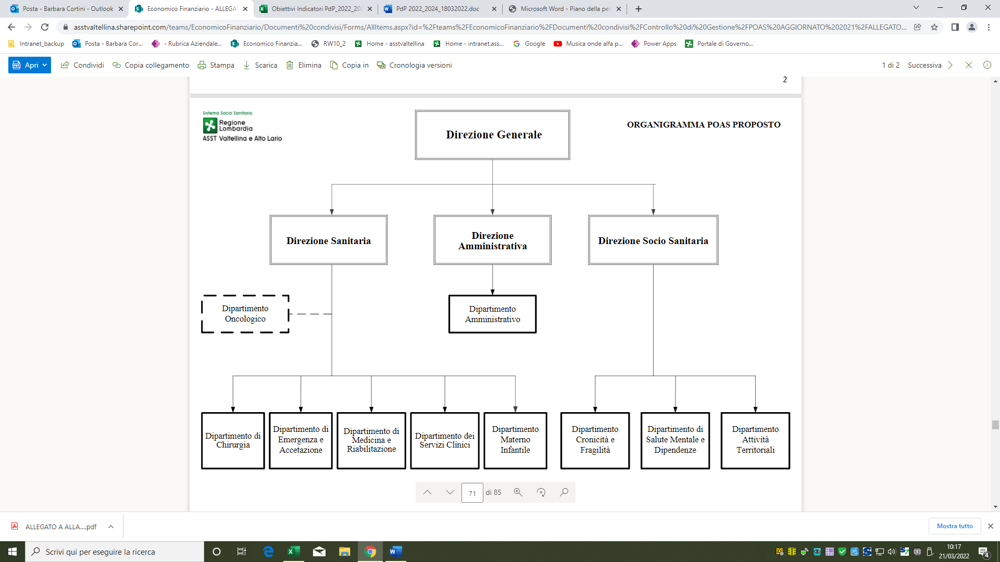 Posta - Barbara Cortini - Outlook
Economico Finanziario - ALLEGAT
Obiettivi Indicatori PdP_2022_202
PdP 2022_2024_18032022.doc
Microsoft Word - Piano della per
asstvaltellina.sharepoint.com/teams/EconomicoFinanziario/Documenti%20condivisi/Forms/AllItems.aspx?id=%2Fteams%2FEconomicoFinanziario%2FDocumenti%20condivisi%2FControllo%20di%20Gestione%2FPOAS%20AGGIORNATO%202021%2FALLEGATO...
Intranet_backup
Posta - Barbara Cor...
- Rubrica Aziendale...
Economico Finanzia...
RW10_2
Home - asstvaltellina
Home - intranet.ass...
Google
Musica onde alfa p...
Power Apps
Portale di Governo...
Apri
Condividi
Copia collegamento
Stampa
Scarica
Elimina
Copia in
Cronologia versioni
1 di 2
Successiva
2
Sistema Socio Sanitario
Regione
Lombardia
ASST Valtellina e Alto Lario
Direzione Generale
ORGANIGRAMMA POAS PROPOSTO
Direzione Sanitaria
Direzione
Amministrativa
Direzione Socio Sanitaria
Dipartimento
Oncologico
Dipartimento
Amministrativo
Dipartimento di
Chirurgia
Dipartimento di
Emergenza e
Accetazione
Dipartimento di
Medicina e
Riabilitazione
Dipartimento dei
Servizi Clinici
Dipartimento
Materno
Infantile
Dipartimento
Cronicità e
Fragilità
Dipartimento di
Salute Mentale e
Dipendenze
Dipartimento
Attività
Territoriali
71 di 85
ALLEGATO A ALLA....pdf
Mostra tutto
Scrivi qui per eseguire la ricerca
10:17
21/03/2022
4